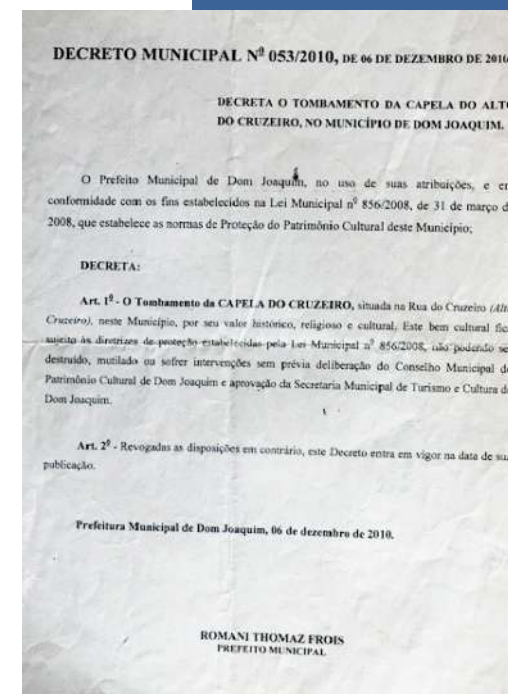 DECRETO MUNICIPAL Nº 053/2010, DE 06 DE DEZEMBRO DE 2010
DECRETA O TOMBAMENTO DA CAPELA DO ALTO
DO CRUZEIRO, NO MUNICÍPIO DE DOM JOAQUIM.
O Prefeito Municipal de Dom Joaquim, no uso de suas atribuições, e em
conformidade com os fins estabelecidos na Lei Municipal nº 856/2008, de 31 de março d
2008, que estabelece as normas de Proteção do Patrimônio Cultural deste Município;
DECRETA:
Art. 1º - O Tombamento da CAPELA DO CRUZEIRO, situada na Rua do Cruzeiro (Alto
Cruzeiro), neste Município, por seu valor histórico, religioso e cultural. Este bem cultural fic
sujeito às diretrizes de proteção estabelecidas pela Lei Municipal nº 856/2008, não podendo se
destruído, mutilado ou sofrer intervenções sem prévia deliberação do Conselho Municipal d
Patrimônio Cultural de Dom Joaquim e aprovação da Secretaria Municipal de Turismo e Cultura d
Dom Joaquim.
Art. 2º - Revogadas as disposições em contrário, este Decreto entra em vigor na data de sua
publicação.
Prefeitura Municipal de Dom Joaquim, 06 de dezembro de 2010.
ROMANI THOMAZ FROIS
PREFEITO MUNICIPAL